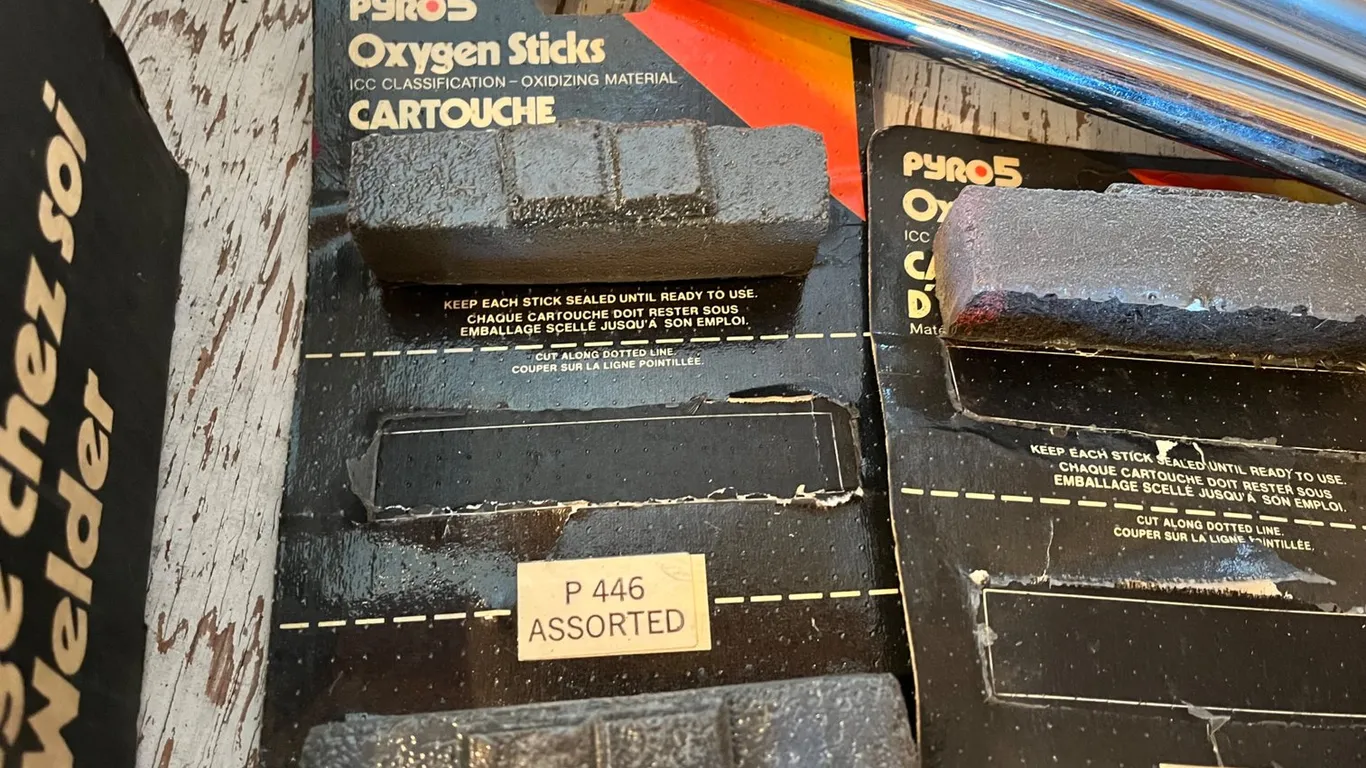 PYRO5
Oxygen Sticks
ICC CLASSIFICATION – OXIDIZING MATERIAL
CARTOUCHE
KEEP EACH STICK SEALED UNTIL READY TO USE.
CHAQUE CARTOUCHE DOIT RESTER SOUS
EMBALLAGE SCELLÉ JUSQU'À SON EMPLOI.
CUT ALONG DOTTED LINE.
COUPER SUR LA LIGNE POINTILLÉE.
P 446
ASSORTED
PYRO5
ICC
KEEP EACH STICK SEALED UNTIL READY TO USE.
CHAQUE CARTOUCHE DOIT RESTER SOUS
EMBALLAGE SCELLÉ JUSQU'À SON EMPLOI.
CUT ALONG DOTTED LINE.
COUPER SUR LA LIGNE POINTILLÉE.
chez soi
Welder